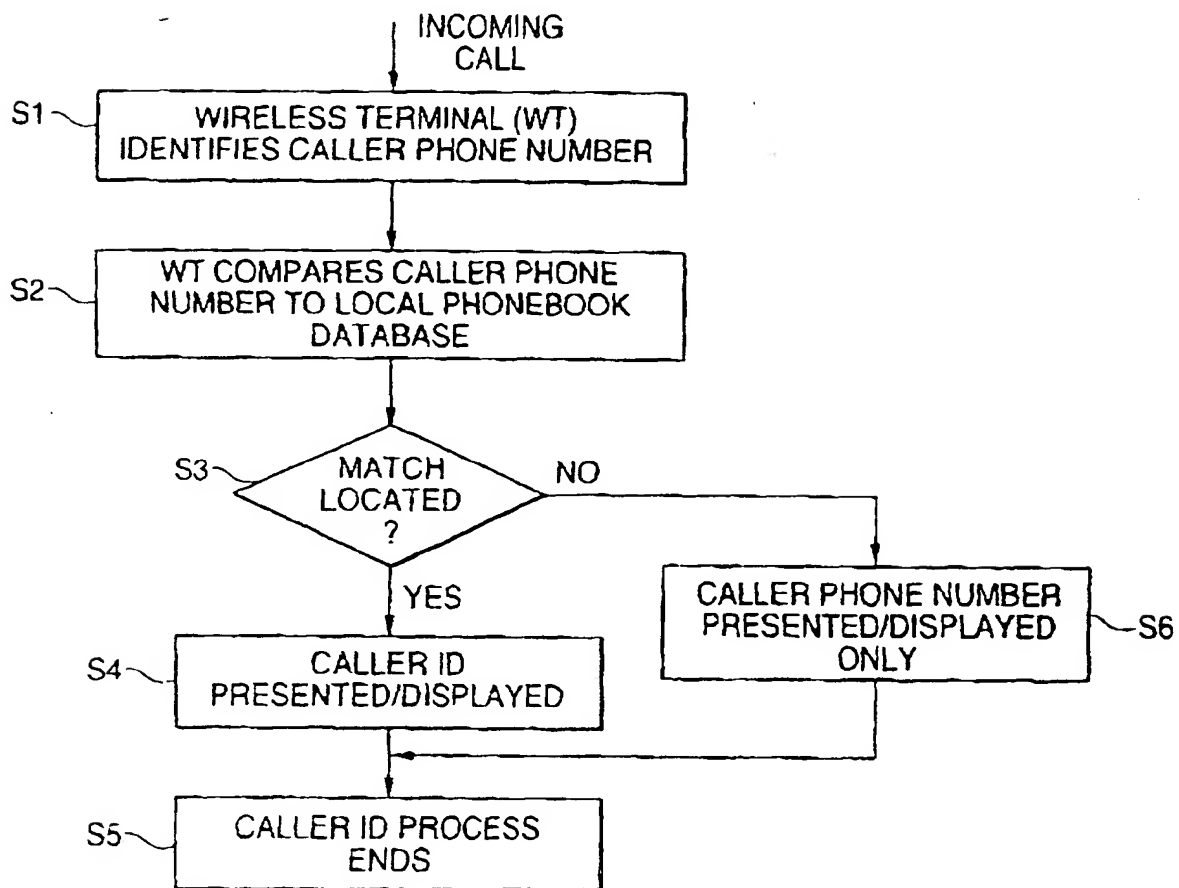 INCOMING
CALL
S1
WIRELESS TERMINAL (WT)
IDENTIFIES CALLER PHONE NUMBER
S2
WT COMPARES CALLER PHONE
NUMBER TO LOCAL PHONEBOOK
DATABASE
S3
MATCH
LOCATED
?
NO
YES
CALLER PHONE NUMBER
PRESENTED/DISPLAYED
ONLY
S6
S4
CALLER ID
PRESENTED/DISPLAYED
S5
CALLER ID PROCESS
ENDS